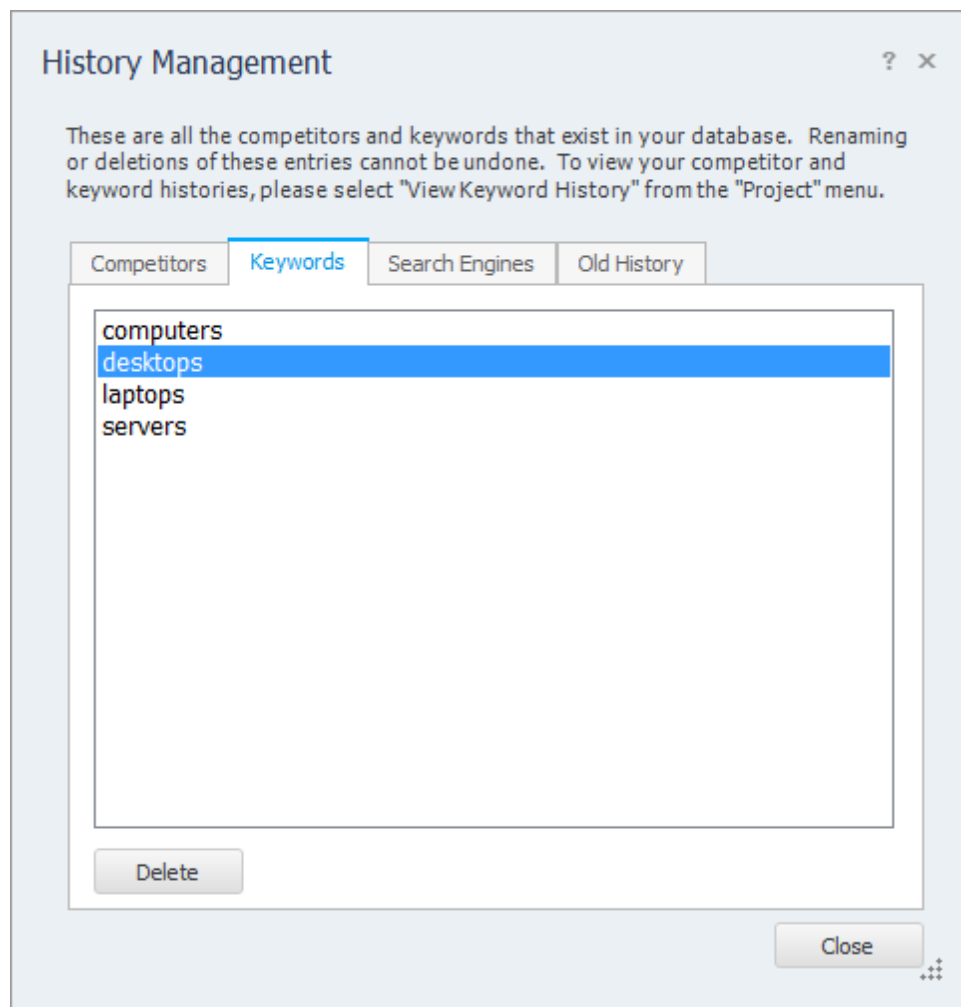 History Management
? ×
These are all the competitors and keywords that exist in your database. Renaming
or deletions of these entries cannot be undone. To view your competitor and
keyword histories, please select "View Keyword History" from the "Project" menu.
Competitors Keywords Search Engines Old History
computers
desktops
laptops
servers
Delete
Close